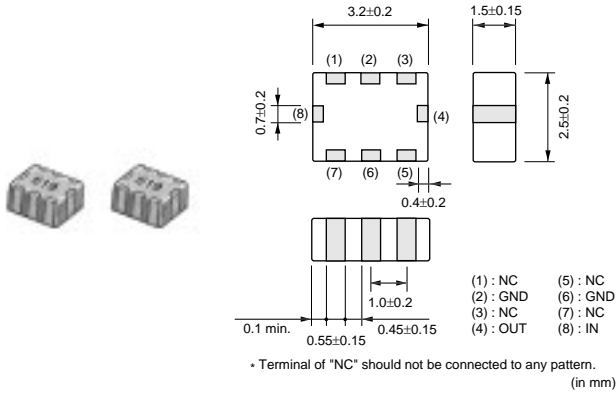 3.2±0.2
1.5±0.15
(1) (2) (3)
0.7±0.2
(8)
(4)
2.5±0.2
(7) (6) (5)
0.4±0.2
1.0±0.2
0.1 min.
0.45±0.15
0.55±0.15
(1) : NC (5) : NC
(2) : GND (6) : GND
(3) : NC (7) : NC
(4) : OUT (8) : IN
* Terminal of "NC" should not be connected to any pattern.
(in mm)